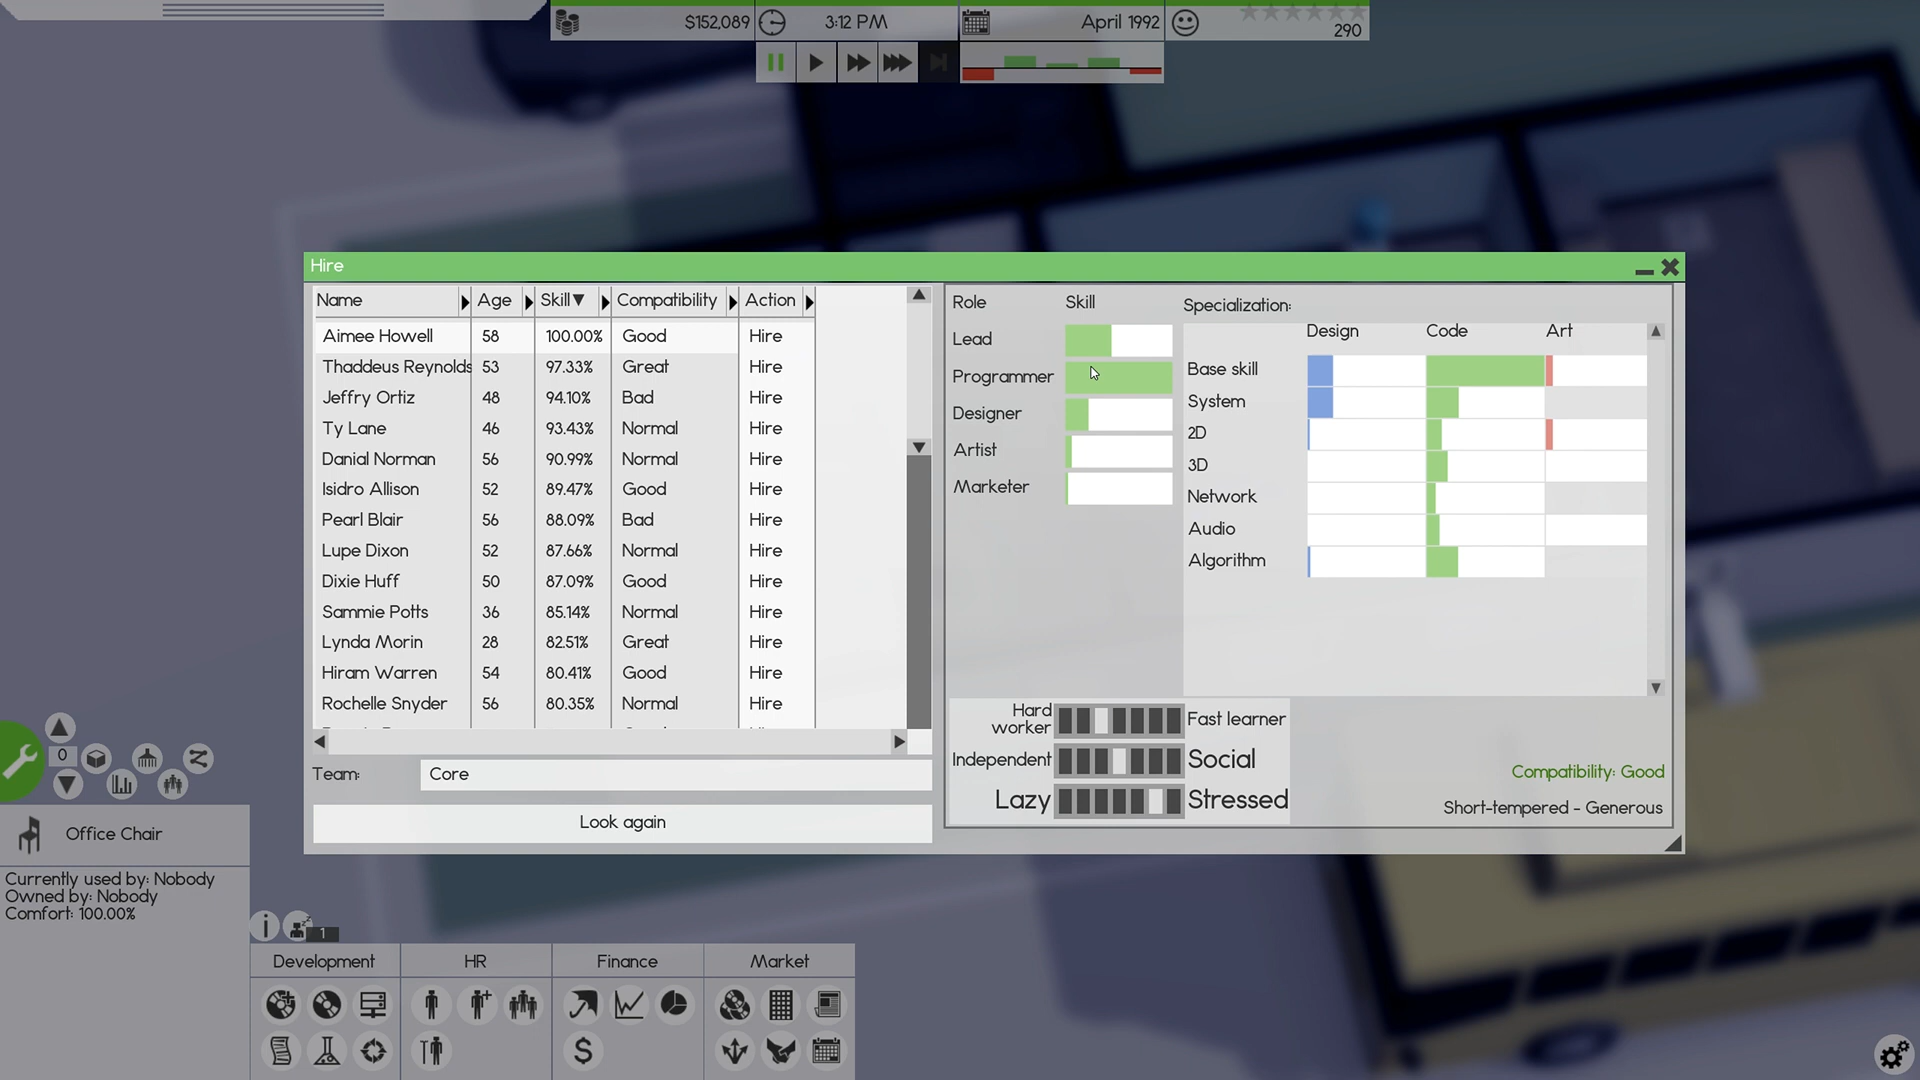 $152,089
3:12 PM
April 1992
290
Hire
Name Age Skill▼ Compatibility Action
Aimee Howell 58 100.00% Good Hire
Thaddeus Reynolds 53 97.33% Great Hire
Jeffry Ortiz 48 94.10% Bad Hire
Ty Lane 46 93.43% Normal Hire
Danial Norman 56 90.99% Normal Hire
Isidro Allison 52 89.47% Good Hire
Pearl Blair 56 88.09% Bad Hire
Lupe Dixon 52 87.66% Normal Hire
Dixie Huff 50 87.09% Good Hire
Sammie Potts 36 85.14% Normal Hire
Lynda Morin 28 82.51% Great Hire
Hiram Warren 54 80.41% Good Hire
Rochelle Snyder 56 80.35% Normal Hire
Team: Core
Look again
Role Skill
Lead
Programmer
Designer
Artist
Marketer
Specialization:
Design Code Art
Base skill
System
2D
3D
Network
Audio
Algorithm
Hard worker Fast learner
Independent Social
Lazy Stressed
Compatibility: Good
Short-tempered - Generous
0
Office Chair
Currently used by: Nobody
Owned by: Nobody
Comfort: 100.00%
1
Development HR Finance Market